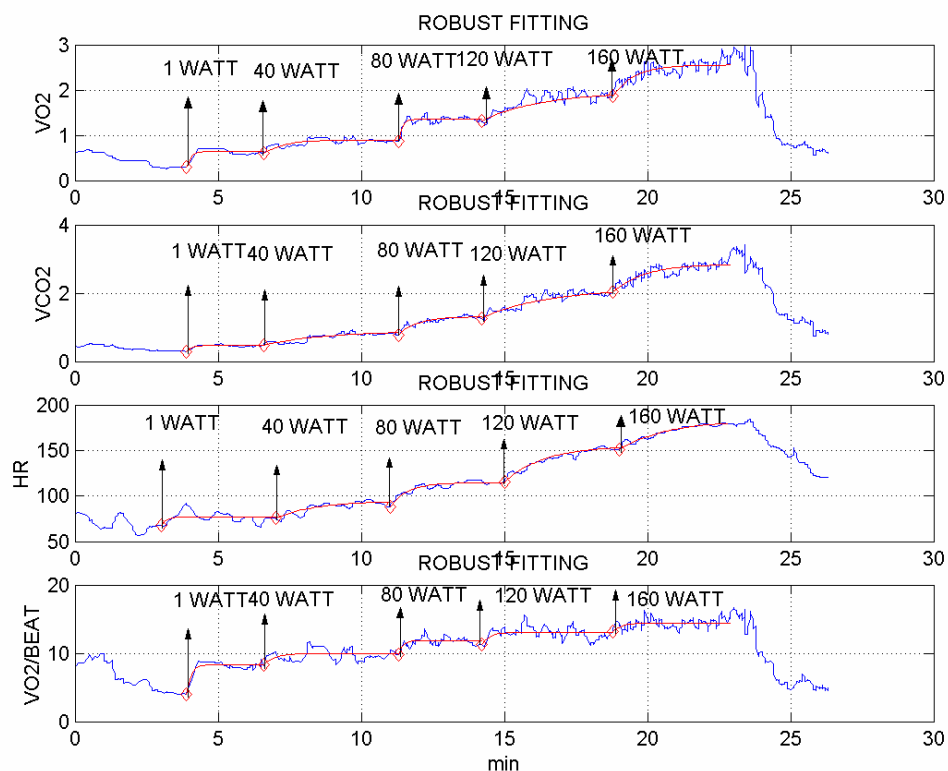 ROBUST FITTING
3
2
1
0
VO2
1 WATT
40 WATT
80 WATT
120 WATT
160 WATT
0
5
10
15
20
25
30
ROBUST FITTING
4
2
0
VCO2
1 WATT
40 WATT
80 WATT
120 WATT
160 WATT
0
5
10
15
20
25
30
ROBUST FITTING
200
150
100
50
HR
1 WATT
40 WATT
80 WATT
120 WATT
160 WATT
0
5
10
15
20
25
30
ROBUST FITTING
20
10
0
VO2/BEAT
1 WATT
40 WATT
80 WATT
120 WATT
160 WATT
0
5
10
15
20
25
30
min